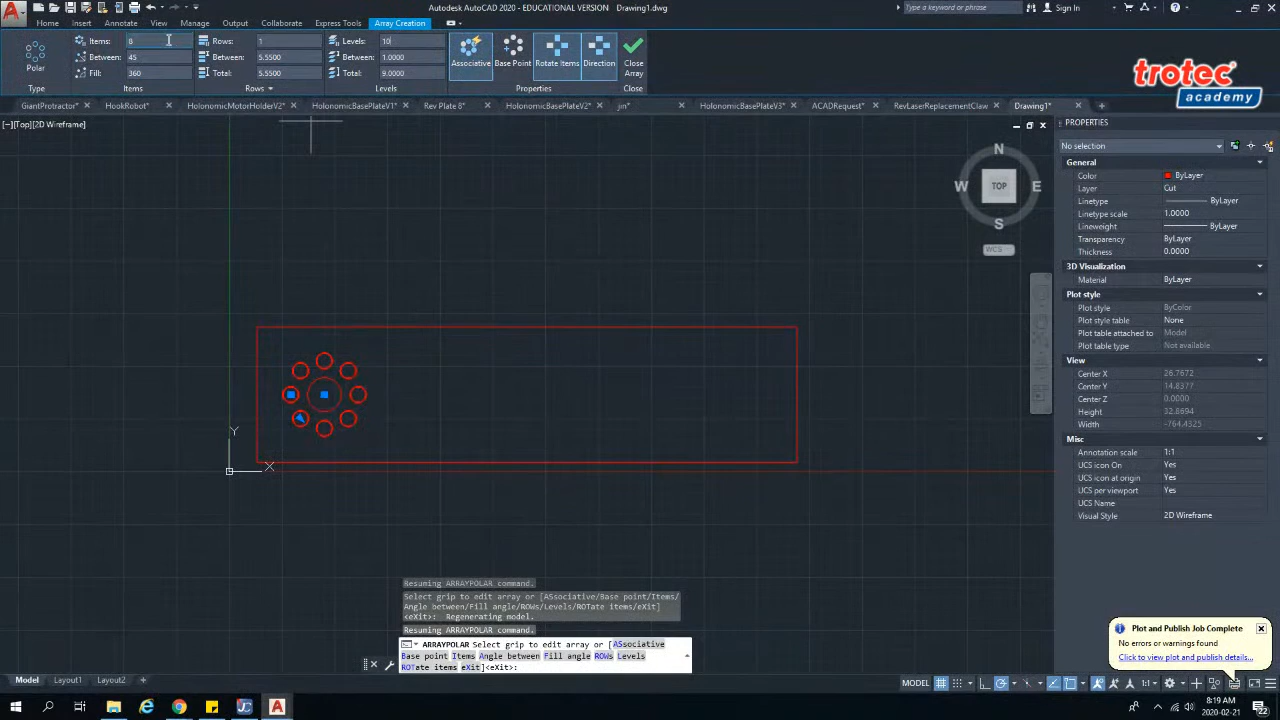 Autodesk AutoCAD 2020 - EDUCATIONAL VERSION Drawing1.dwg
Type a keyword or phrase
Sign In
Home Insert Annotate View Manage Output Collaborate Express Tools Array Creation
Items: 8 Rows: 1 Levels: 10
Between: 45 Between: 5.5500 Between: 1.0000
Fill: 360 Total: 5.5500 Total: 9.0000
Polar
Associative Base Point Rotate Items Direction Close Array
Type Items Rows Levels Properties Close
trotec
academy
GiantProtractor* HookRobot* HolonomicMotorHolderV2* HolonomicBasePlateV1* Rev Plate 8* HolonomicBasePlateV2* jin* HolonomicBasePlateV3* ACADRequest* RevLaserReplacementClaw Drawing1*
[−][Top][2D Wireframe]
N
W TOP E
S
WCS
Y
X
PROPERTIES
No selection
General
Color ByLayer
Layer Cut
Linetype ByLayer
Linetype scale 1.0000
Lineweight ByLayer
Transparency ByLayer
Thickness 0.0000
3D Visualization
Material ByLayer
Plot style
Plot style ByColor
Plot style table None
Plot table attached to Model
Plot table type Not available
View
Center X 26.7672
Center Y 14.8377
Center Z 0.0000
Height 32.8694
Width -764.4325
Misc
Annotation scale 1:1
UCS icon On Yes
UCS icon at origin Yes
UCS per viewport Yes
UCS Name
Visual Style 2D Wireframe
Resuming ARRAYPOLAR command.
Select grip to edit array or [ASsociative/Base point/Items/
Angle between/Fill angle/ROWs/Levels/ROTate items/eXit]
<eXit>: Regenerating model.
Resuming ARRAYPOLAR command.
ARRAYPOLAR Select grip to edit array or [ASsociative
Base point Items Angle between Fill angle ROWs Levels
ROTate items eXit]<eXit>:
Plot and Publish Job Complete
No errors or warnings found
Click to view plot and publish details...
Model Layout1 Layout2
MODEL
1:1
8:19 AM
2020-02-21
22